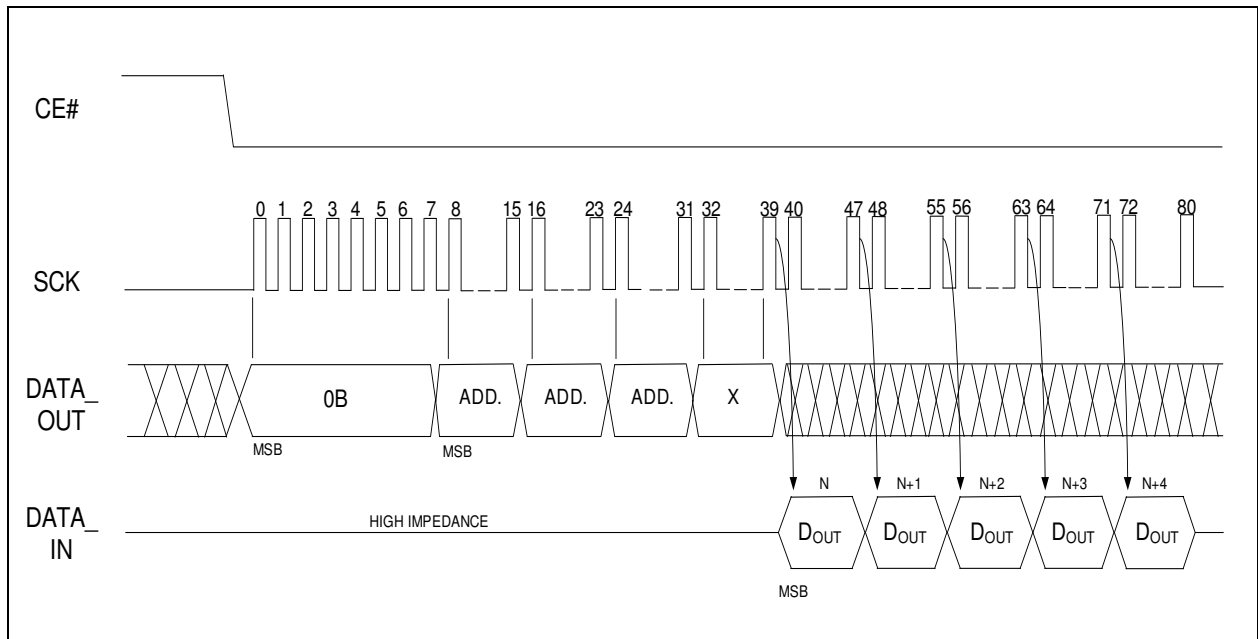 CE#
0 1 2 3 4 5 6 7 8 15 16 23 24 31 32 39 40 47 48 55 56 63 64 71 72 80
SCK
DATA_
OUT
0B ADD. ADD. ADD. X
MSB MSB
N N+1 N+2 N+3 N+4
DATA_
IN
HIGH IMPEDANCE
DOUT DOUT DOUT DOUT DOUT
MSB